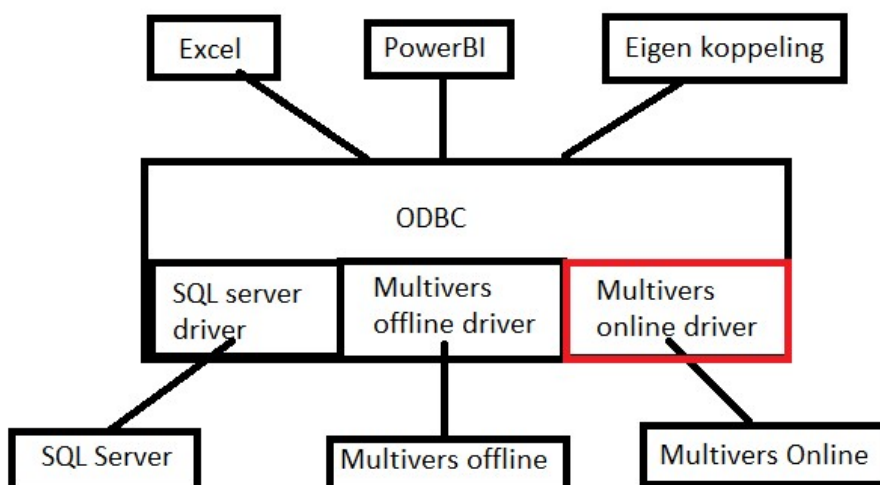 Excel
PowerBI
Eigen koppeling
ODBC
SQL server
driver
Multivers
offline driver
Multivers
online driver
SQL Server
Multivers offline
Multivers Online